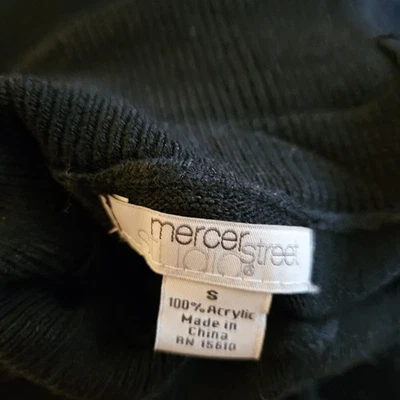 mercer street
studio®
S
100% Acrylic
Made in
China
RN 15610